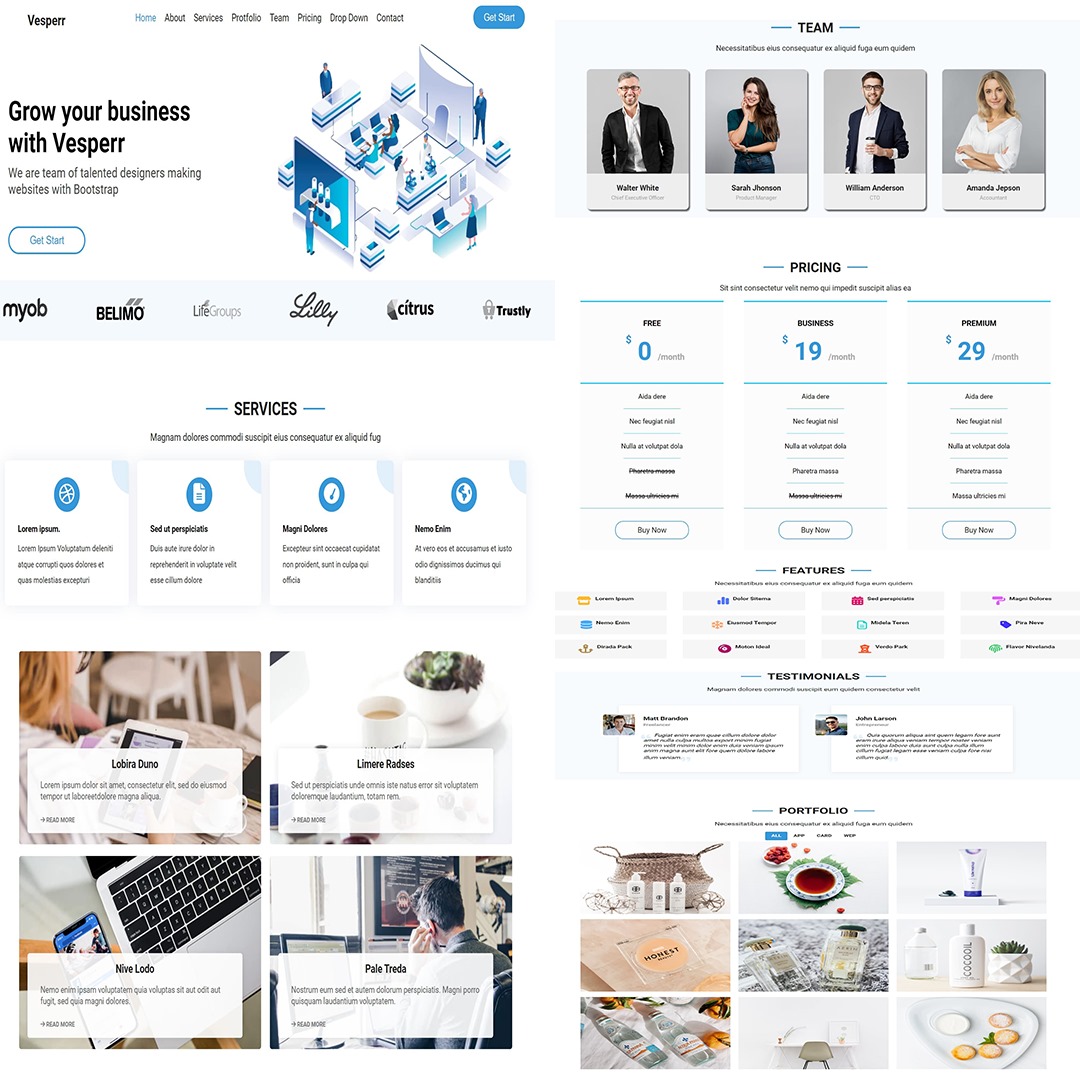 Vesperr
Home About Services Protfolio Team Pricing Drop Down Contact
Get Start
Grow your business
with Vesperr
We are team of talented designers making
websites with Bootstrap
Get Start
myob BELIMO LifeGroups Lilly citrus Trustly
SERVICES
Magnam dolores commodi suscipit eius consequatur ex aliquid fug
Lorem ipsum.
Lorem Ipsum Voluptatum deleniti
atque corrupti quos dolores et
quas molestias excepturi
Sed ut perspiciatis
Duis aute irure dolor in
reprehenderit in voluptate velit
esse cillum dolore
Magni Dolores
Excepteur sint occaecat cupidatat
non proident, sunt in culpa qui
officia
Nemo Enim
At vero eos et accusamus et iusto
odio dignissimos ducimus qui
blanditiis
Lobira Duno
Lorem ipsum dolor sit amet, consectetur elit, sed do eiusmod
tempor ut laboreetdolore magna aliqua.
READ MORE
Limere Radses
Sed ut perspiciatis unde omnis iste natus error sit voluptatem
doloremque laudantium, totam rem.
READ MORE
Nive Lodo
Nemo enim ipsam voluptatem quia voluptas sit aut odit aut
fugit, sed quia magni dolores.
READ MORE
Pale Treda
Nostrum eum sed et autem dolorum perspiciatis. Magni porro
quisquam laudantium voluptatem.
READ MORE
TEAM
Necessitatibus eius consequatur ex aliquid fuga eum quidem
Walter White
Chief Executive Officer
Sarah Jhonson
Product Manager
William Anderson
CTO
Amanda Jepson
Accountant
PRICING
Sit sint consectetur velit nemo qui impedit suscipit alias ea
FREE
$ 0 /month
Aida dere
Nec feugiat nisl
Nulla at volutpat dola
Pharetra massa
Massa ultricies mi
Buy Now
BUSINESS
$ 19 /month
Aida dere
Nec feugiat nisl
Nulla at volutpat dola
Pharetra massa
Massa ultricies mi
Buy Now
PREMIUM
$ 29 /month
Aida dere
Nec feugiat nisl
Nulla at volutpat dola
Pharetra massa
Massa ultricies mi
Buy Now
FEATURES
Necessitatibus eius consequatur ex aliquid fuga eum quidem
Lorem Ipsum Dolor Sitema Sed perspiciatis Magni Dolores
Nemo Enim Eiusmod Tempor Midela Teren Pira Neve
Dirada Pack Moton Ideal Verdo Park Flavor Nivelanda
TESTIMONIALS
Magnam dolores commodi suscipit eum quidem consectetur velit
Matt Brandon
Freelancer
Fugiat enim eram quae cillum dolore dolor
amet nulla culpa multos export minim fugiat
minim velit minim dolor enim duis veniam ipsum
anim magna sunt elit fore quem dolore labore
illum veniam
John Larson
Entrepreneur
Quis quorum aliqua sint quem legam fore sunt
eram irure aliqua veniam tempor noster veniam
enim culpa labore duis sunt culpa nulla illum
cillum fugiat legam esse veniam culpa fore nisi
cillum quid
PORTFOLIO
Necessitatibus eius consequatur ex aliquid fuga eum quidem
ALL APP CARD WEP
HONEST
COCOOIL